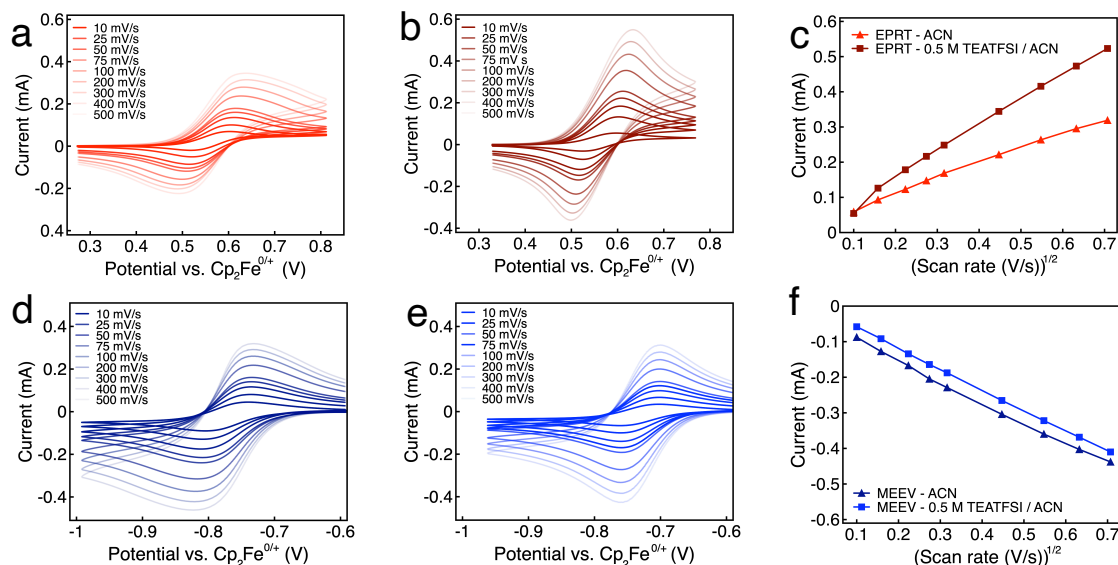 a
0.6
0.4
0.2
0
-0.2
0.4
Current (mA)
10 mV/s
25 mV/s
50 mV/s
75 mV/s
100 mV/s
200 mV/s
300 mV/s
400 mV/s
500 mV/s
0.3 0.4 0.5 0.6 0.7 0.8
Potential vs. Cp₂Fe⁰/⁺ (V)
b
0.6
0.4
0.2
0
-0.2
-0.4
Current (mA)
10 mV/s
25 mV/s
50 mV/s
75 mV s
100 mV/s
200 mV/s
300 mV/s
400 mV/s
500 mV/s
0.3 0.4 0.5 0.6 0.7 0.8
Potential vs. Cp₂Fe⁰/⁺ (V)
c
0.6
0.5
0.4
0.3
0.2
0.1
0
Current (mA)
EPRT - ACN
EPRT - 0.5 M TEATFSI / ACN
0.1 0.2 0.3 0.4 0.5 0.6 0.7
(Scan rate (V/s))¹/²
d
0.4
0.2
0
-0.2
-0.4
Current (mA)
10 mV/s
25 mV/s
50 mV/s
75 mV/s
100 mV/s
200 mV/s
300 mV/s
400 mV/s
500 mV/s
-1 -0.9 -0.8 -0.7 -0.6
Potential vs. Cp₂Fe⁰/⁺ (V)
e
0.4
0.2
0
-0.2
-0.4
Current (mA)
10 mV/s
25 mV/s
50 mV/s
75 mV/s
100 mV/s
200 mV/s
300 mV/s
400 mV/s
500 mV/s
-1 -0.9 -0.8 -0.7 -0.6
Potential vs. Cp₂Fe⁰/⁺ (V)
f
0
-0.1
-0.2
-0.3
-0.4
-0.5
-0.6
Current (mA)
MEEV - ACN
MEEV - 0.5 M TEATFSI / ACN
0.1 0.2 0.3 0.4 0.5 0.6 0.7
(Scan rate (V/s))¹/²